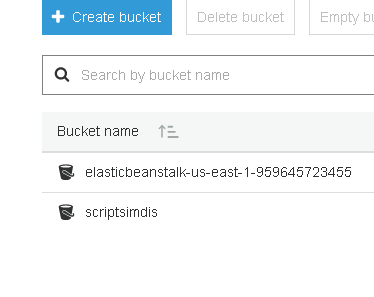 Create bucket Delete bucket Empty bu
Search by bucket name
Bucket name
elasticbeanstalk-us-east-1-959645723455
scriptsimdis